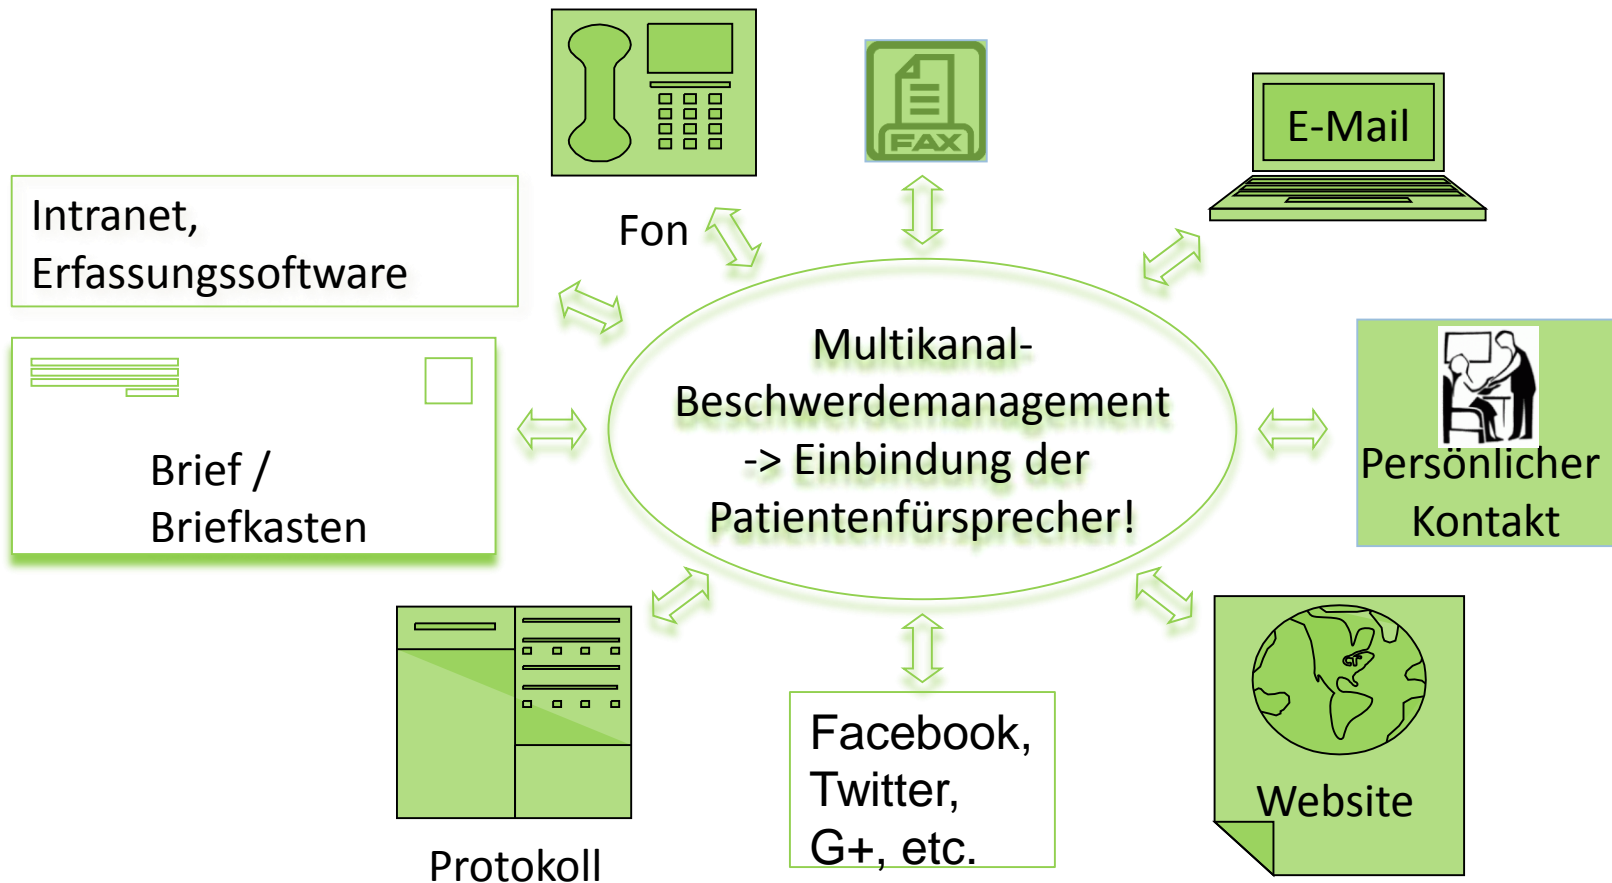 FAX
E-Mail
Fon
Intranet,
Erfassungssoftware
Multikanal-
Beschwerdemanagement
-> Einbindung der
Patientenfürsprecher!
Brief /
Briefkasten
Persönlicher
Kontakt
Protokoll
Facebook,
Twitter,
G+, etc.
Website